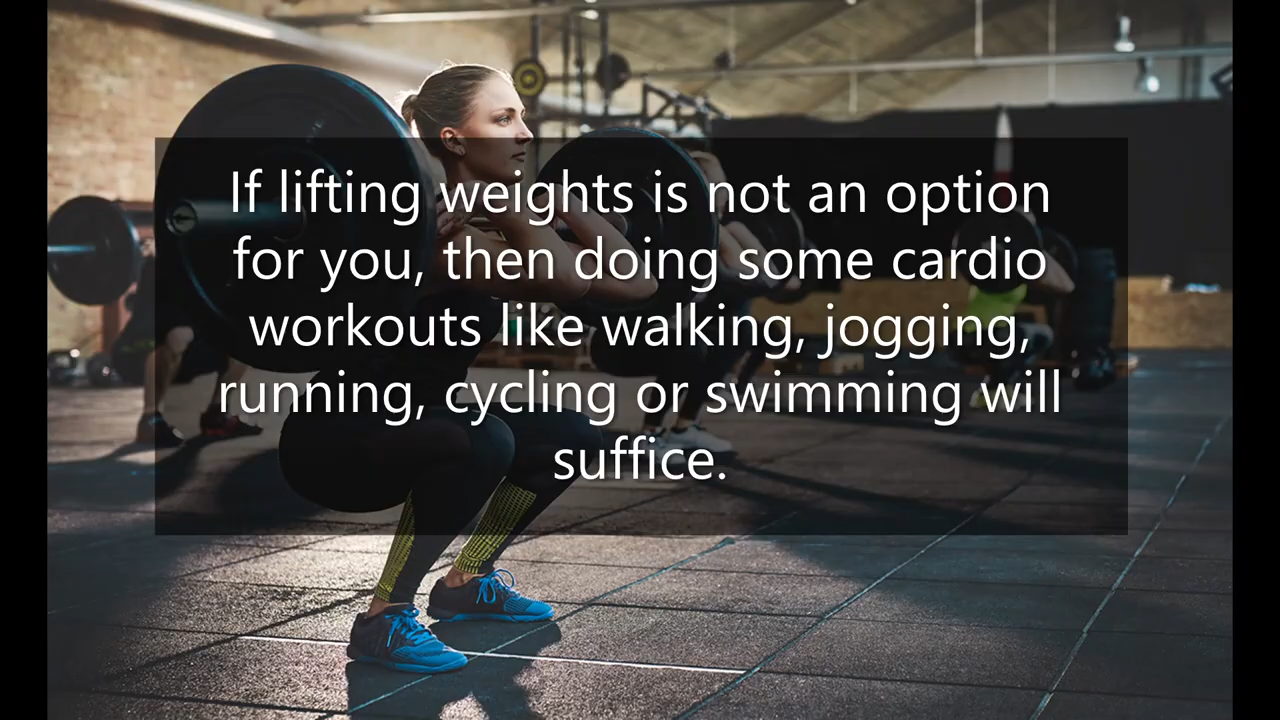 If lifting weights is not an option
for you, then doing some cardio
workouts like walking, jogging,
running, cycling or swimming will
suffice.